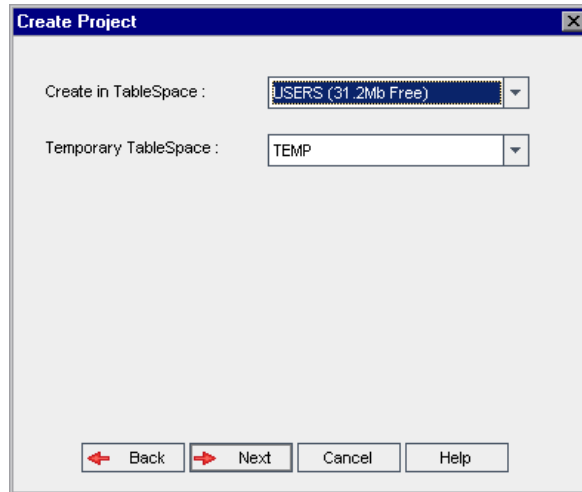 Create Project
Create in TableSpace : USERS (31.2Mb Free)
Temporary TableSpace : TEMP
Back Next Cancel Help